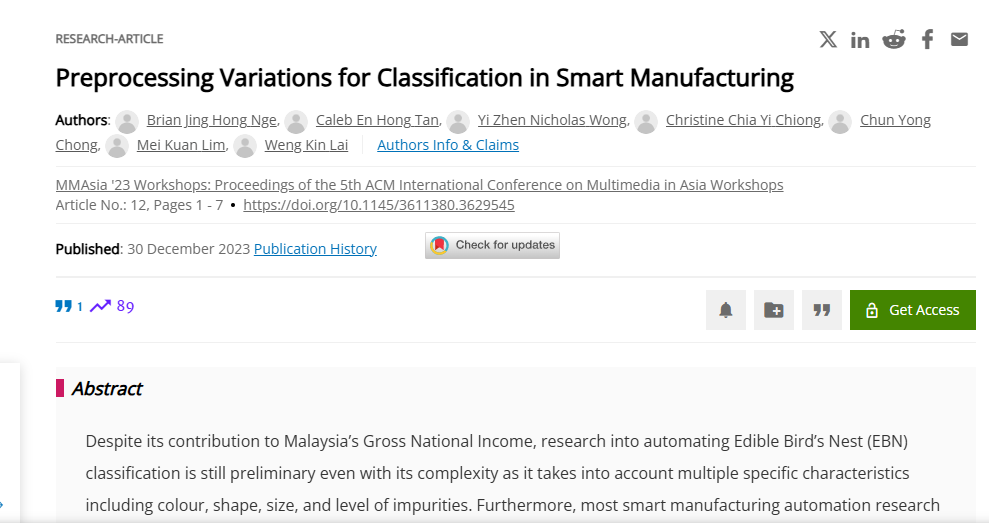 RESEARCH-ARTICLE
Preprocessing Variations for Classification in Smart Manufacturing
Authors: Brian Jing Hong Nge, Caleb En Hong Tan, Yi Zhen Nicholas Wong, Christine Chia Yi Chiong, Chun Yong
Chong, Mei Kuan Lim, Weng Kin Lai Authors Info & Claims
MMAsia '23 Workshops: Proceedings of the 5th ACM International Conference on Multimedia in Asia Workshops
Article No.: 12, Pages 1 - 7 • https://doi.org/10.1145/3611380.3629545
Published: 30 December 2023 Publication History Check for updates
1 89 Get Access
Abstract
Despite its contribution to Malaysia’s Gross National Income, research into automating Edible Bird’s Nest (EBN)
classification is still preliminary even with its complexity as it takes into account multiple specific characteristics
including colour, shape, size, and level of impurities. Furthermore, most smart manufacturing automation research